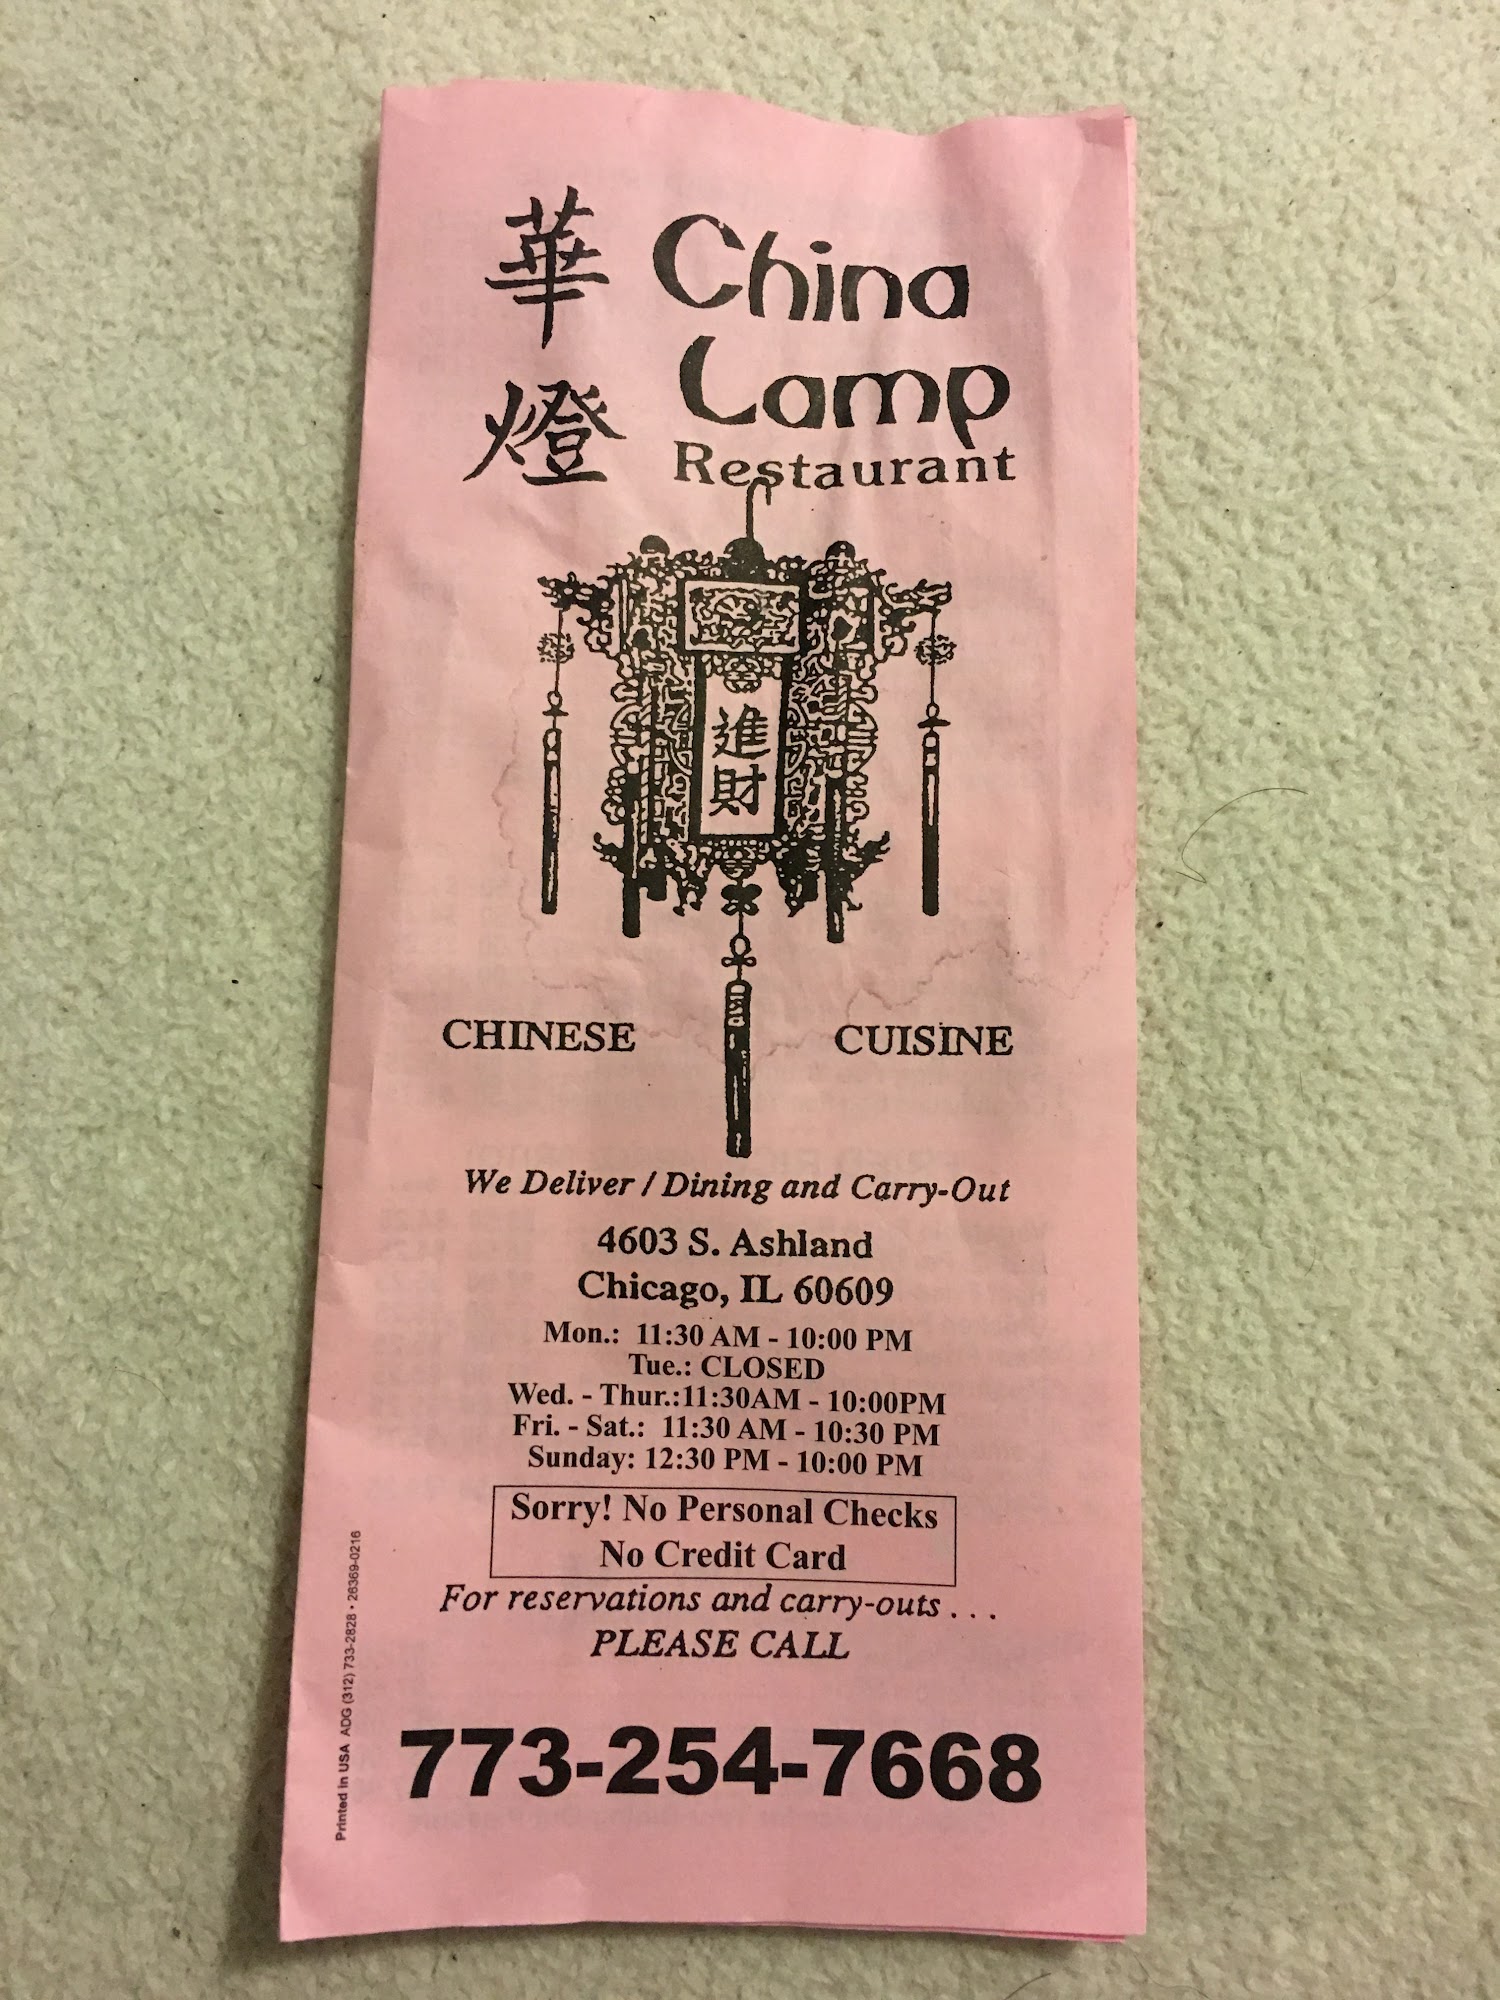 華燈
China
Lamp
Restaurant
進財
CHINESE CUISINE
We Deliver / Dining and Carry-Out
4603 S. Ashland
Chicago, IL 60609
Mon.: 11:30 AM - 10:00 PM
Tue.: CLOSED
Wed. - Thur.:11:30AM - 10:00PM
Fri. - Sat.: 11:30 AM - 10:30 PM
Sunday: 12:30 PM - 10:00 PM
Sorry! No Personal Checks
No Credit Card
For reservations and carry-outs . . .
PLEASE CALL
773-254-7668
Printed in USA ADG (312) 733-2828 • 26369-0216